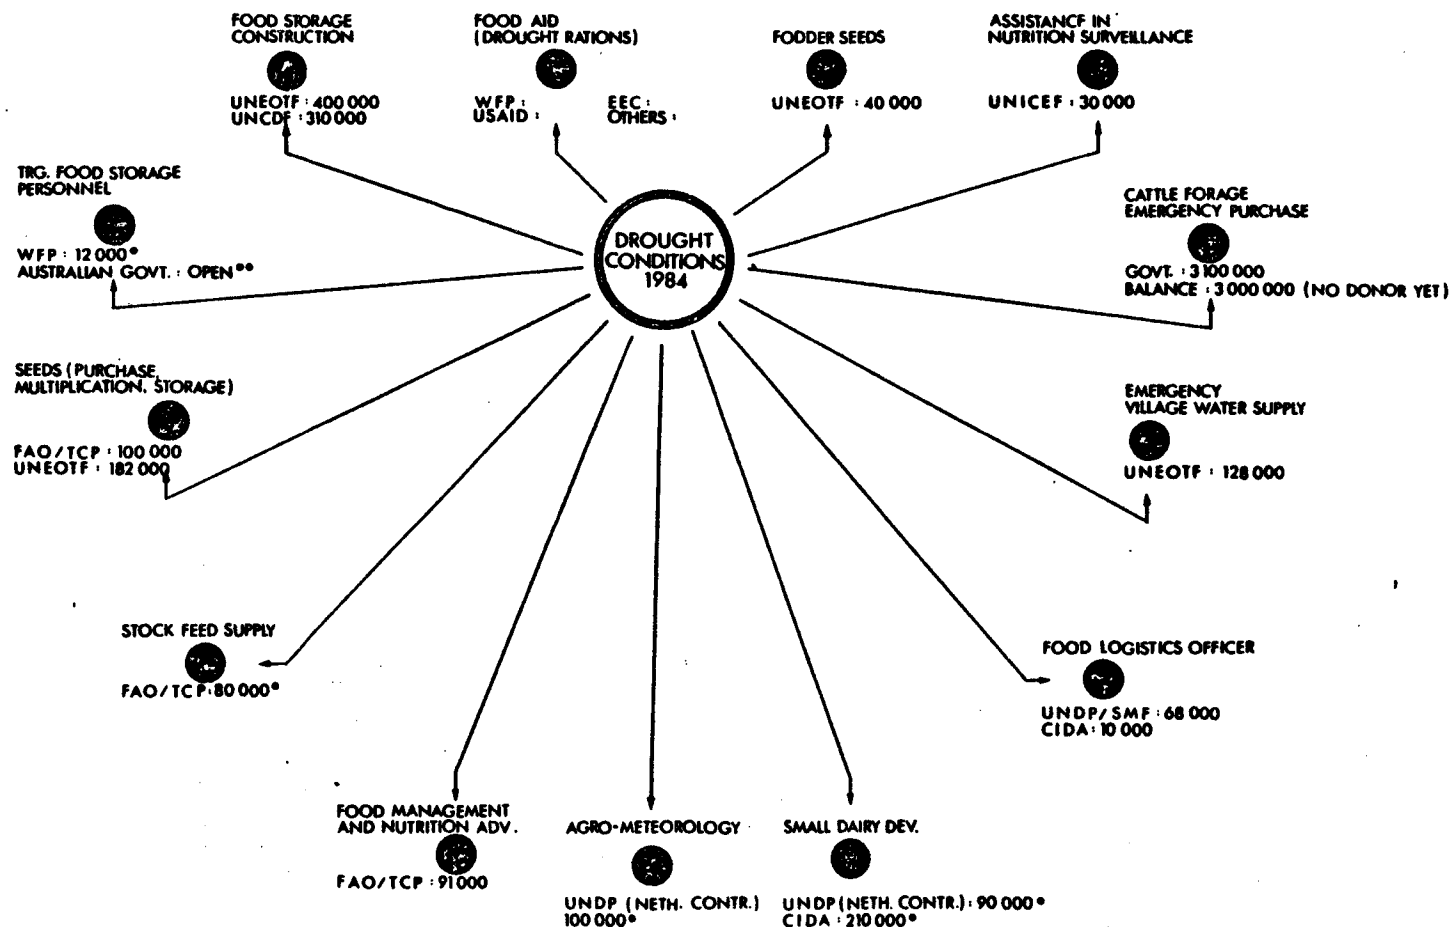 FOOD STORAGE
CONSTRUCTION
UNEOTF : 400 000
UNCDF : 310 000
FOOD AID
(DROUGHT RATIONS)
WFP :
USAID :
EEC :
OTHERS :
FODDER SEEDS
UNEOTF : 40 000
ASSISTANCE IN
NUTRITION SURVEILLANCE
UNICEF : 30 000
TRG. FOOD STORAGE
PERSONNEL
WFP : 12 000*
AUSTRALIAN GOVT. : OPEN**
DROUGHT
CONDITIONS
1984
CATTLE FORAGE
EMERGENCY PURCHASE
GOVT. : 3 100 000
BALANCE : 3 000 000 (NO DONOR YET)
SEEDS (PURCHASE,
MULTIPLICATION, STORAGE)
FAO/TCP : 100 000
UNEOTF : 182 000
EMERGENCY
VILLAGE WATER SUPPLY
UNEOTF : 128 000
STOCK FEED SUPPLY
FAO/TCP : 80 000*
FOOD LOGISTICS OFFICER
UNDP/SMF : 68 000
CIDA : 10 000
FOOD MANAGEMENT
AND NUTRITION ADV.
FAO/TCP : 91 000
AGRO-METEOROLOGY
UNDP (NETH. CONTR.)
100 000*
SMALL DAIRY DEV.
UNDP (NETH. CONTR.) : 90 000*
CIDA : 210 000*